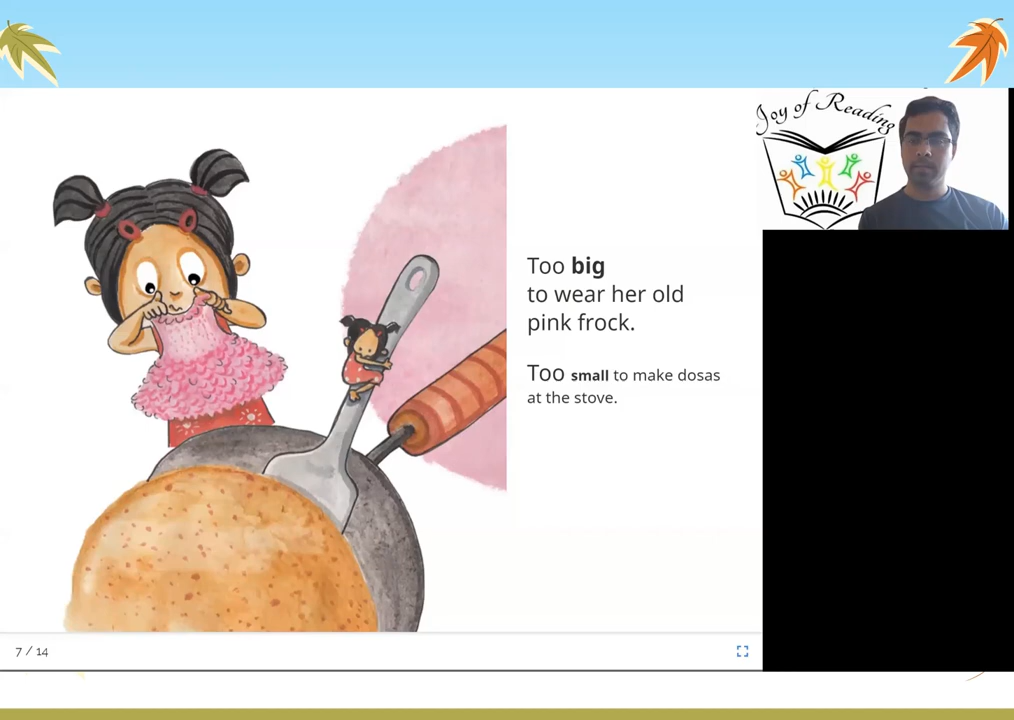 Joy of Reading
Too big
to wear her old
pink frock.
Too small to make dosas
at the stove.
7 / 14